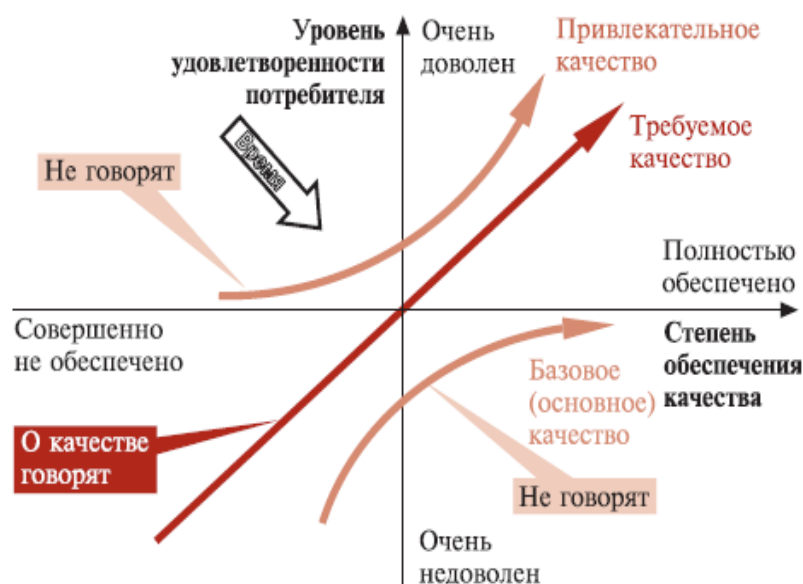 Уровень
удовлетворенности
потребителя
Очень
доволен
Привлекательное
качество
Требуемое
качество
Время
Не говорят
Полностью
обеспечено
Совершенно
не обеспечено
Степень
обеспечения
качества
Базовое
(основное)
качество
О качестве
говорят
Не говорят
Очень
недоволен